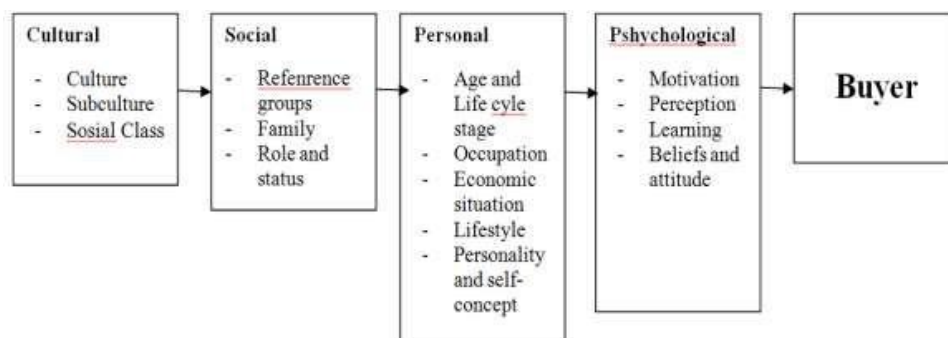 Cultural
- Culture
- Subculture
- Sosial Class
Social
- Refenrence
groups
- Family
- Role and
status
Personal
- Age and
Life cyle
stage
- Occupation
- Economic
situation
- Lifestyle
- Personality
and self-
concept
Pshychological
- Motivation
- Perception
- Learning
- Beliefs and
attitude
Buyer